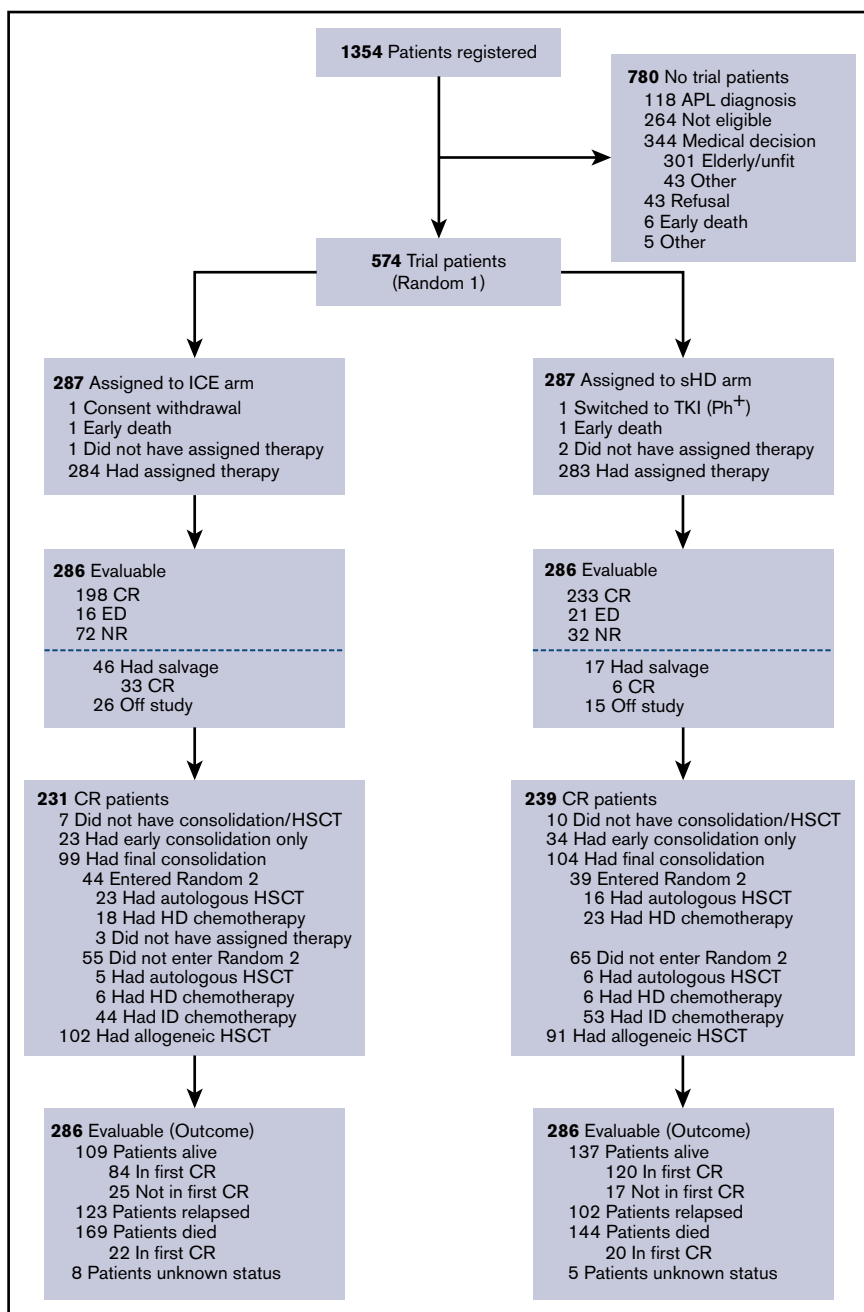 1354 Patients registered
780 No trial patients
118 APL diagnosis
264 Not eligible
344 Medical decision
301 Elderly/unfit
43 Other
43 Refusal
6 Early death
5 Other
574 Trial patients
(Random 1)
287 Assigned to ICE arm
1 Consent withdrawal
1 Early death
1 Did not have assigned therapy
284 Had assigned therapy
287 Assigned to sHD arm
1 Switched to TKI (Ph+)
1 Early death
2 Did not have assigned therapy
283 Had assigned therapy
286 Evaluable
198 CR
16 ED
72 NR
46 Had salvage
33 CR
26 Off study
286 Evaluable
233 CR
21 ED
32 NR
17 Had salvage
6 CR
15 Off study
231 CR patients
7 Did not have consolidation/HSCT
23 Had early consolidation only
99 Had final consolidation
44 Entered Random 2
23 Had autologous HSCT
18 Had HD chemotherapy
3 Did not have assigned therapy
55 Did not enter Random 2
5 Had autologous HSCT
6 Had HD chemotherapy
44 Had ID chemotherapy
102 Had allogeneic HSCT
239 CR patients
10 Did not have consolidation/HSCT
34 Had early consolidation only
104 Had final consolidation
39 Entered Random 2
16 Had autologous HSCT
23 Had HD chemotherapy
65 Did not enter Random 2
6 Had autologous HSCT
6 Had HD chemotherapy
53 Had ID chemotherapy
91 Had allogeneic HSCT
286 Evaluable (Outcome)
109 Patients alive
84 In first CR
25 Not in first CR
123 Patients relapsed
169 Patients died
22 In first CR
8 Patients unknown status
286 Evaluable (Outcome)
137 Patients alive
120 In first CR
17 Not in first CR
102 Patients relapsed
144 Patients died
20 In first CR
5 Patients unknown status